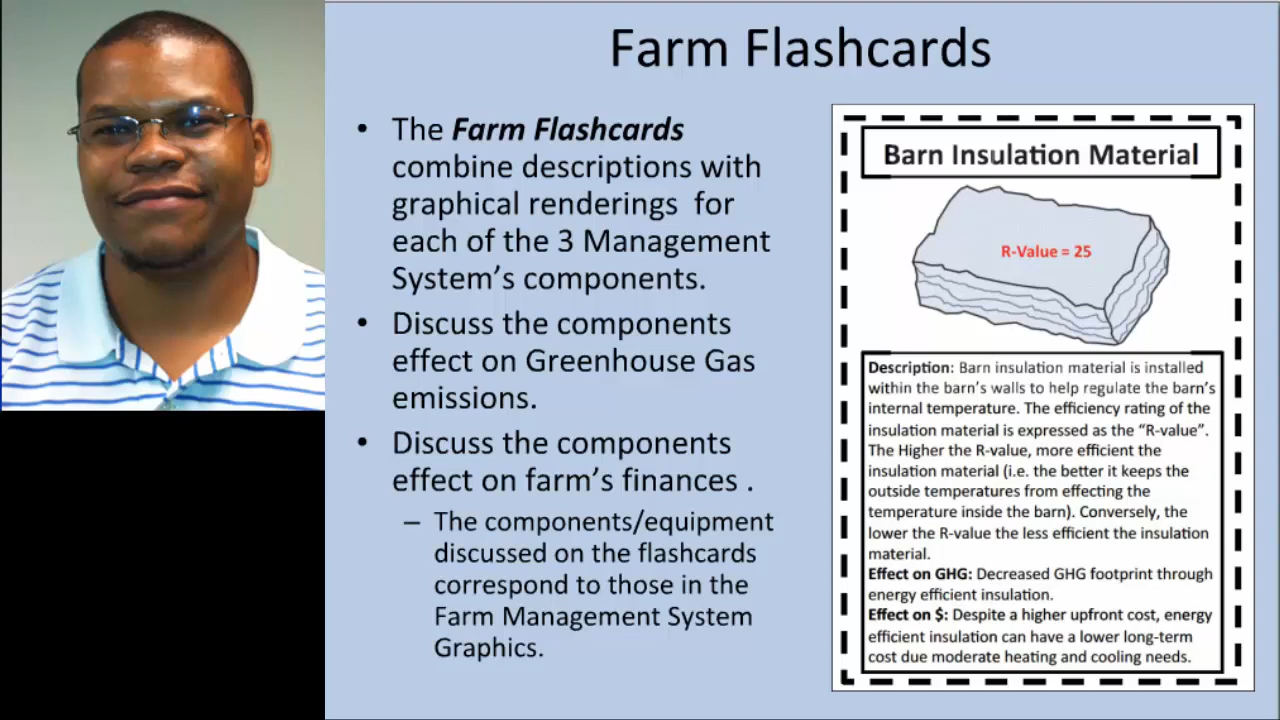 Farm Flashcards
• The Farm Flashcards
combine descriptions with
graphical renderings  for
each of the 3 Management
System’s components.
• Discuss the components
effect on Greenhouse Gas
emissions.
• Discuss the components
effect on farm’s finances .
– The components/equipment
discussed on the flashcards
correspond to those in the
Farm Management System
Graphics.
Barn Insulation Material
R-Value = 25
Description: Barn insulation material is installed
within the barn’s walls to help regulate the barn’s
internal temperature. The efficiency rating of the
insulation material is expressed as the “R-value”.
The Higher the R-value, more efficient the
insulation material (i.e. the better it keeps the
outside temperatures from effecting the
temperature inside the barn). Conversely, the
lower the R-value the less efficient the insulation
material.
Effect on GHG: Decreased GHG footprint through
energy efficient insulation.
Effect on $: Despite a higher upfront cost, energy
efficient insulation can have a lower long-term
cost due moderate heating and cooling needs.